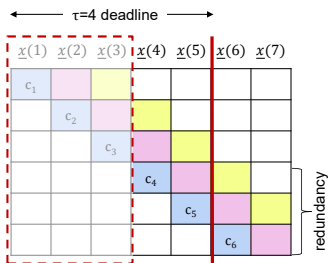 τ=4 deadline
x(1) x(2) x(3) x(4) x(5) x(6) x(7)
c₁
c₂
c₃
c₄
c₅
c₆
redundancy